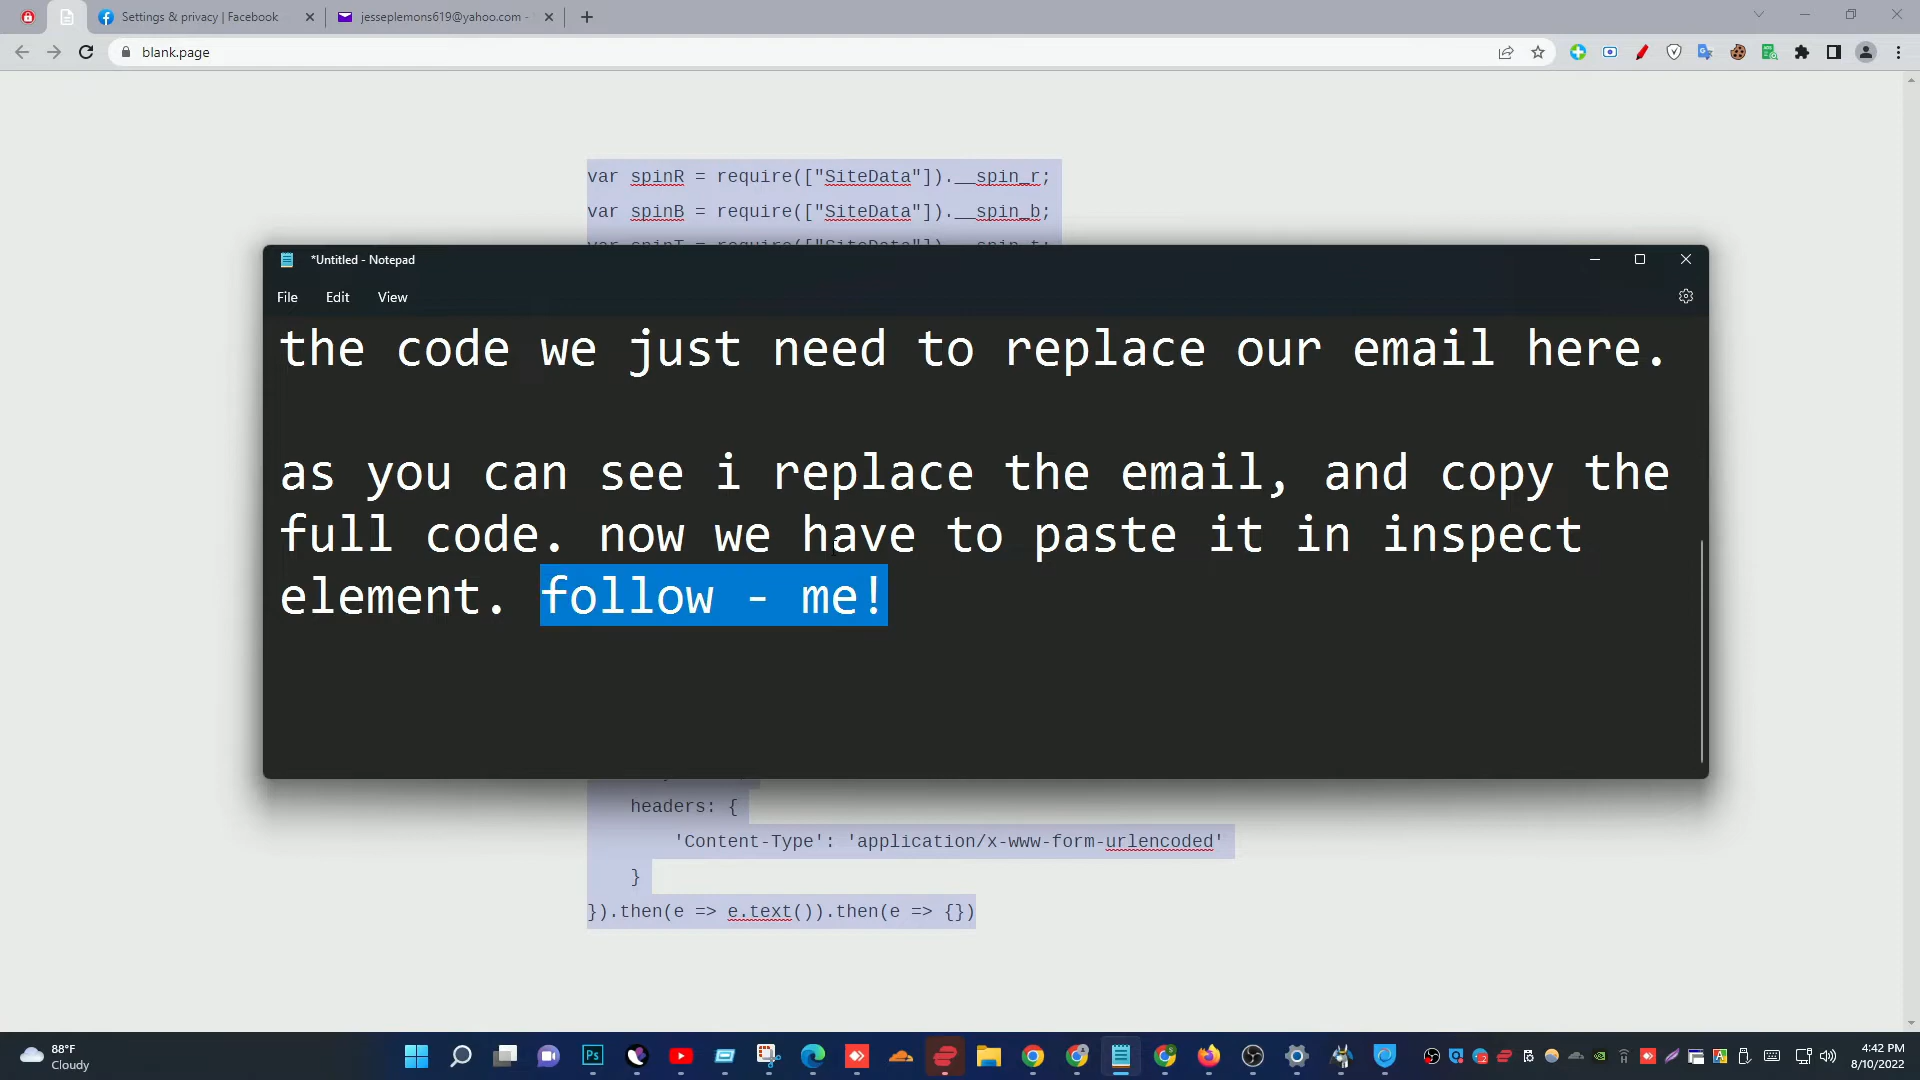 Settings & privacy | Facebook
jesseplemons619@yahoo.com -
blank.page
var spinR = require(["SiteData"]).__spin_r;
var spinB = require(["SiteData"]).__spin_b;
*Untitled - Notepad
File Edit View
the code we just need to replace our email here.
as you can see i replace the email, and copy the
full code. now we have to paste it in inspect
element. follow - me!
headers: {
'Content-Type': 'application/x-www-form-urlencoded'
}
}).then(e => e.text()).then(e => {})
88°F
Cloudy
4:42 PM
8/10/2022